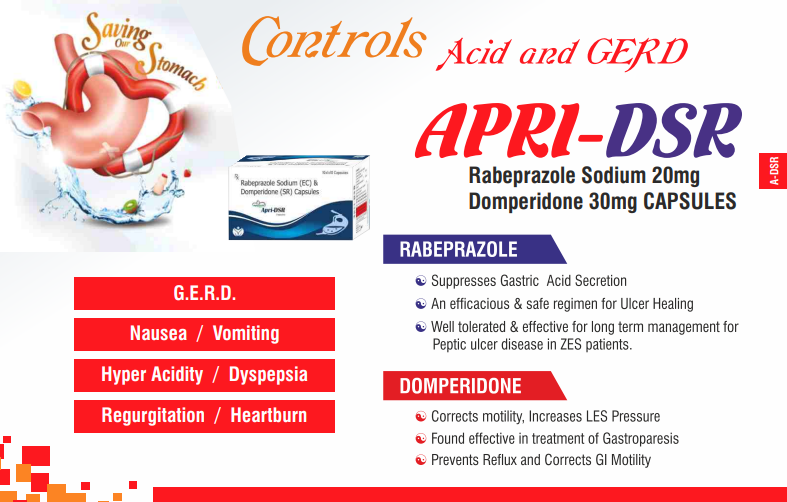 Saving
Our
Stomach
Controls Acid and GERD
APRI-DSR
Rabeprazole Sodium 20mg
Domperidone 30mg CAPSULES
A-DSR
Rabeprazole Sodium (EC) &
Domperidone (SR) Capsules
Apri-DSR
RABEPRAZOLE
Suppresses Gastric Acid Secretion
An efficacious & safe regimen for Ulcer Healing
Well tolerated & effective for long term management for
Peptic ulcer disease in ZES patients.
G.E.R.D.
Nausea / Vomiting
Hyper Acidity / Dyspepsia
Regurgitation / Heartburn
DOMPERIDONE
Corrects motility, Increases LES Pressure
Found effective in treatment of Gastroparesis
Prevents Reflux and Corrects GI Motility